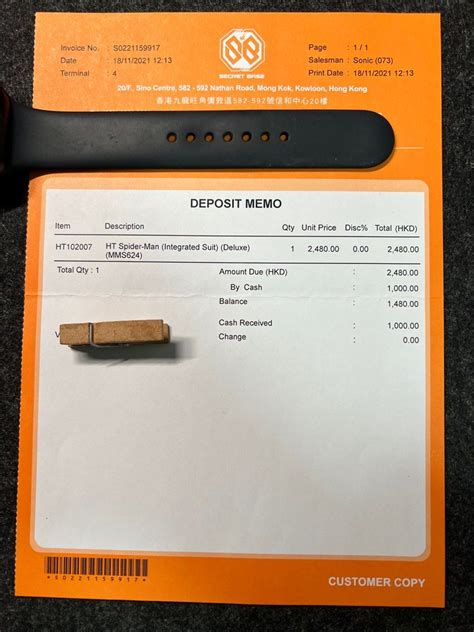 Invoice No. : S0221159917
Date : 18/11/2021 12:13
Terminal : 4
SECRET BASE
Page : 1 / 1
Salesman : Sonic (073)
Print Date : 18/11/2021 12:13
20/F, Sino Centre, 582 - 592 Nathan Road, Mong Kok, Kowloon, Hong Kong
香港九龍旺角彌敦道582-592號信和中心20樓
DEPOSIT MEMO
Item Description Qty Unit Price Disc% Total (HKD)
HT102007 HT Spider-Man (Integrated Suit) (Deluxe) 1 2,480.00 0.00 2,480.00
(MMS624)
Total Qty : 1
Amount Due (HKD) : 2,480.00
By Cash : 1,000.00
Balance : 1,480.00
Cash Received : 1,000.00
Change : 0.00
V
*S0221159917*
CUSTOMER COPY